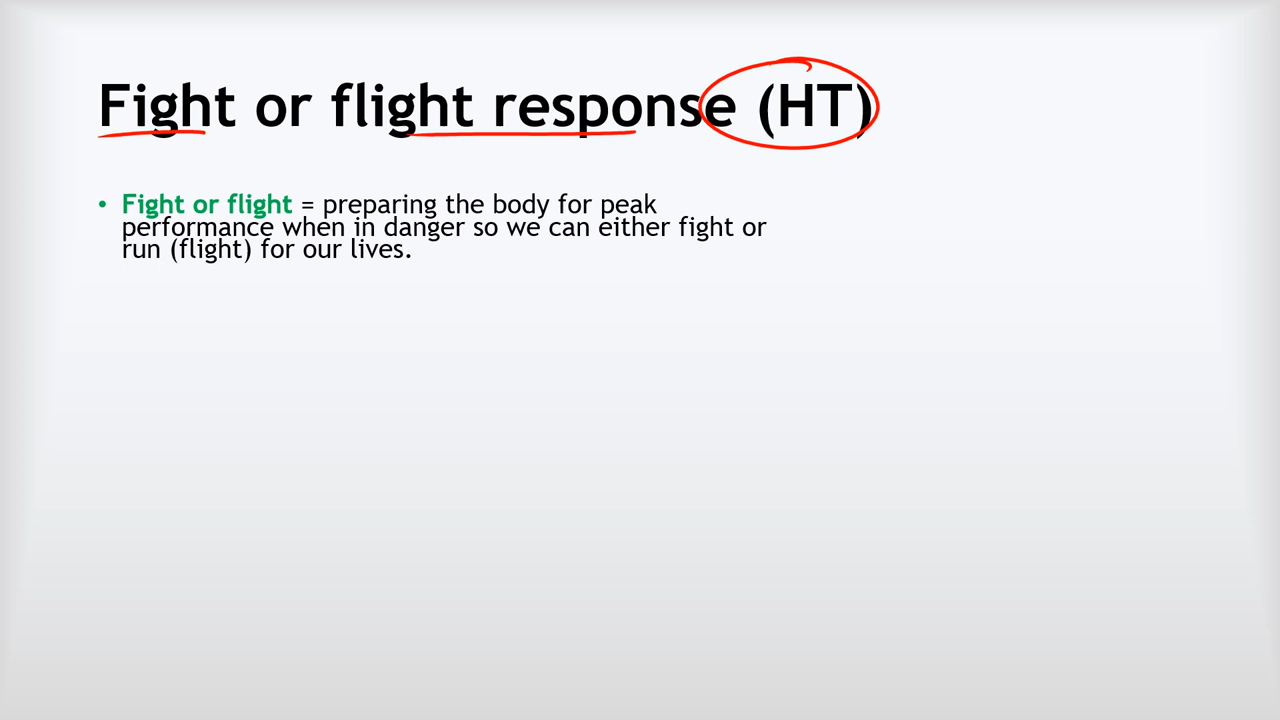 Fight or flight response (HT)
• Fight or flight = preparing the body for peak
performance when in danger so we can either fight or
run (flight) for our lives.